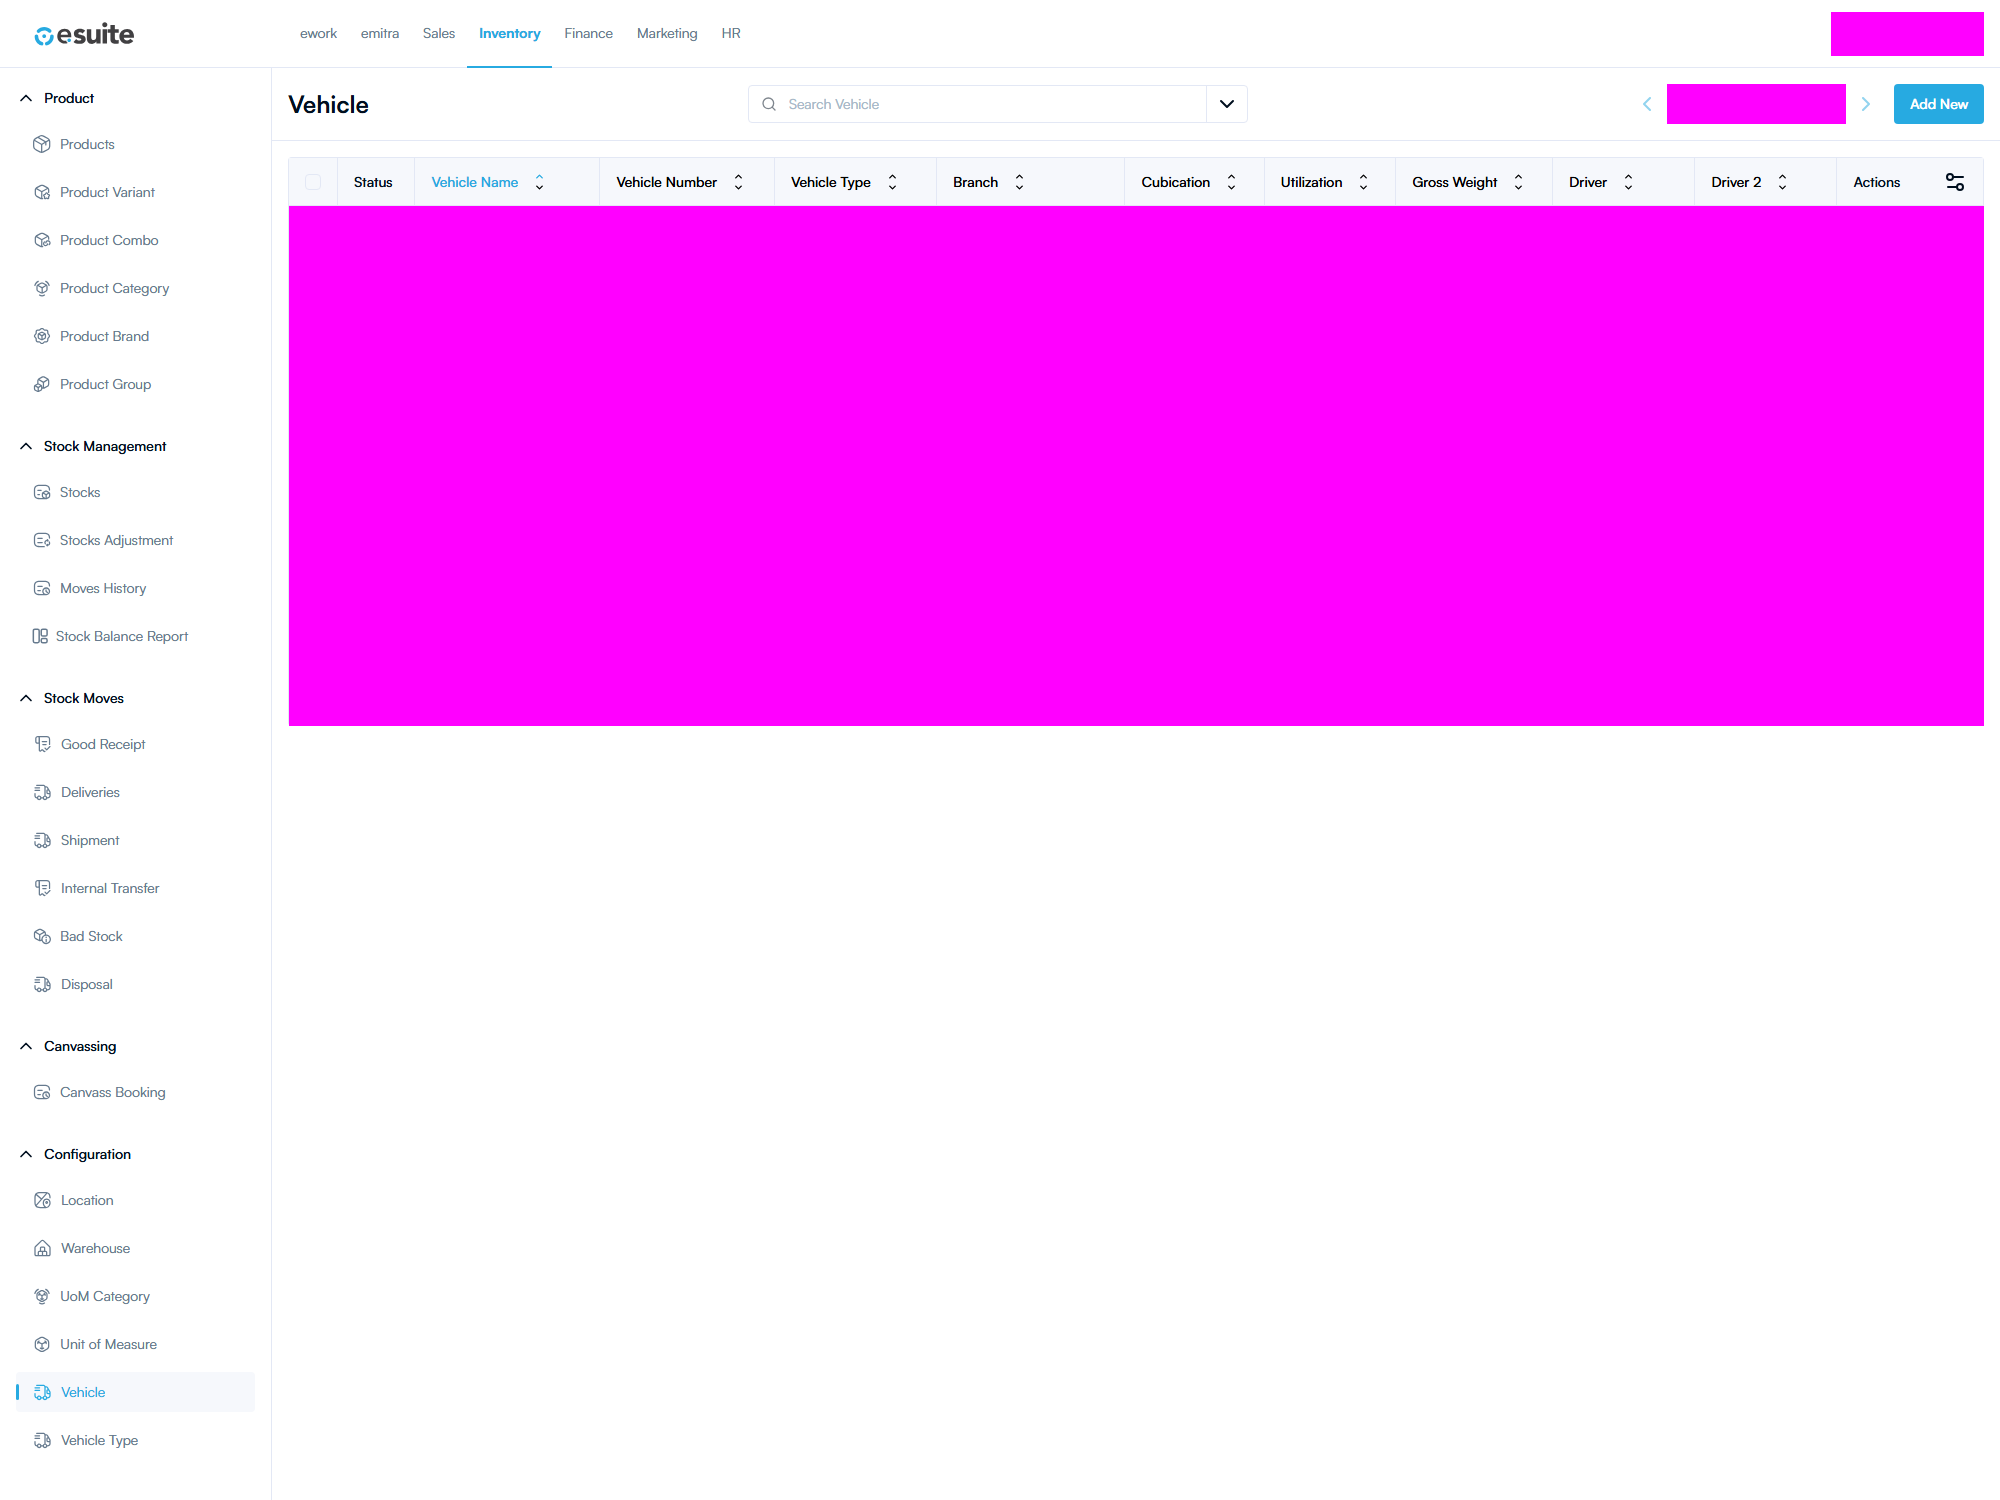 esuite
ework emitra Sales Inventory Finance Marketing HR
Product
Products
Product Variant
Product Combo
Product Category
Product Brand
Product Group
Stock Management
Stocks
Stocks Adjustment
Moves History
Stock Balance Report
Stock Moves
Good Receipt
Deliveries
Shipment
Internal Transfer
Bad Stock
Disposal
Canvassing
Canvass Booking
Configuration
Location
Warehouse
UoM Category
Unit of Measure
Vehicle
Vehicle Type
Vehicle
Search Vehicle
Add New
Status Vehicle Name Vehicle Number Vehicle Type Branch Cubication Utilization Gross Weight Driver Driver 2 Actions